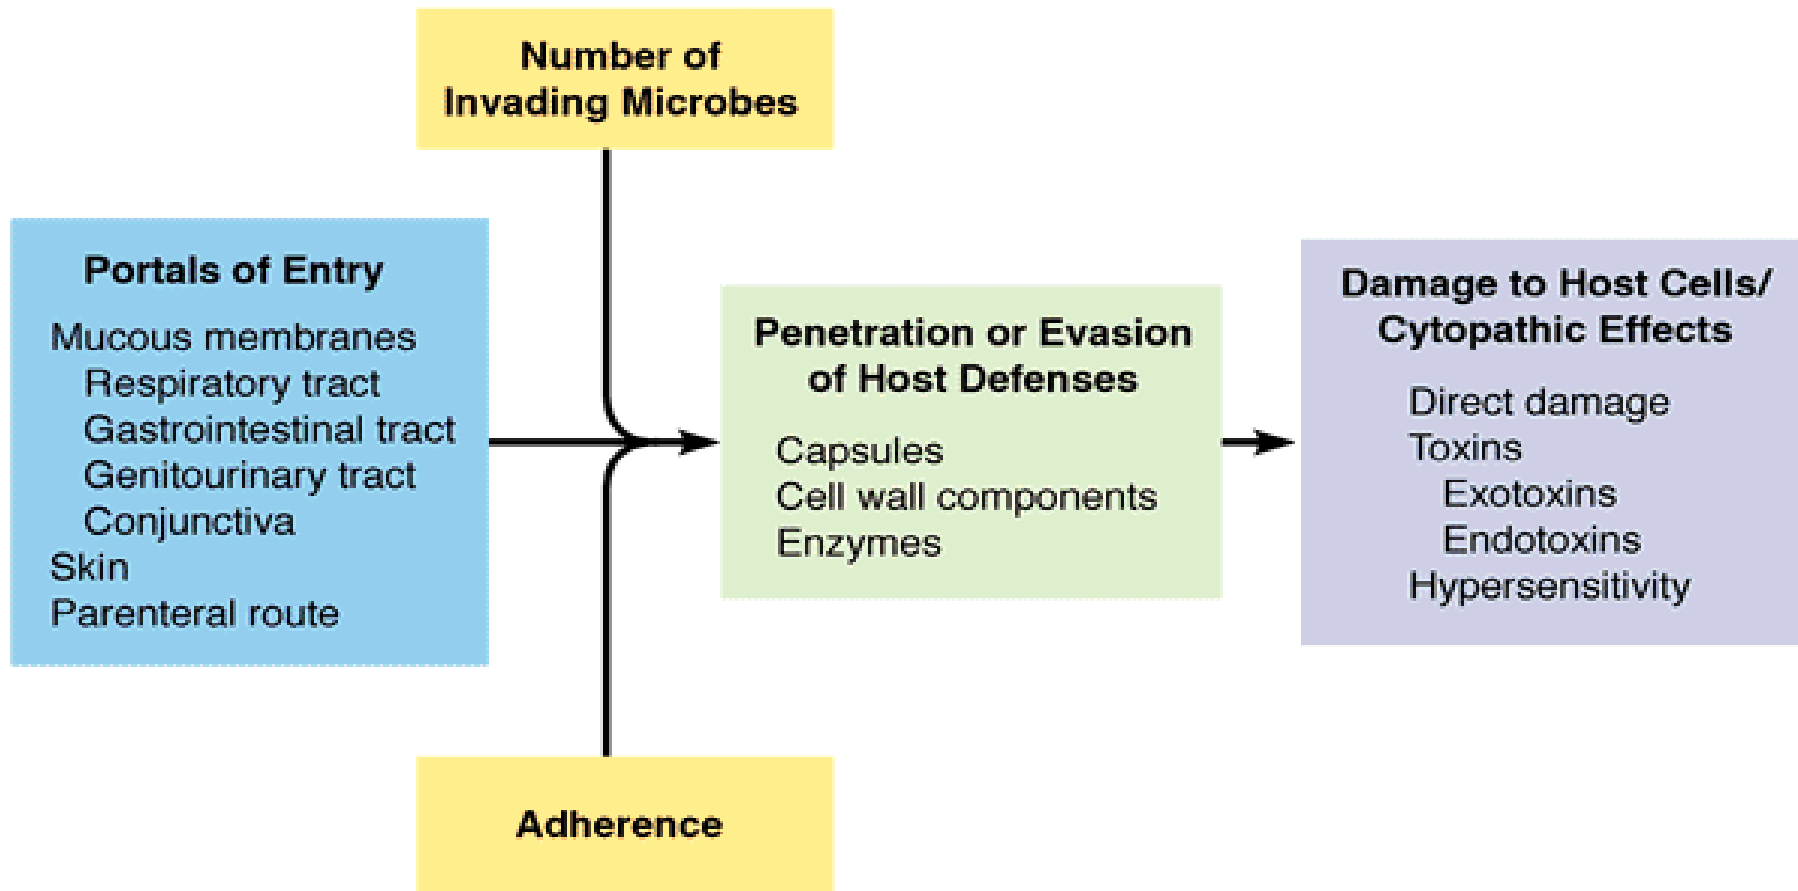 Number of
Invading Microbes
Portals of Entry
Mucous membranes
Respiratory tract
Gastrointestinal tract
Genitourinary tract
Conjunctiva
Skin
Parenteral route
Penetration or Evasion
of Host Defenses
Capsules
Cell wall components
Enzymes
Damage to Host Cells/
Cytopathic Effects
Direct damage
Toxins
Exotoxins
Endotoxins
Hypersensitivity
Adherence